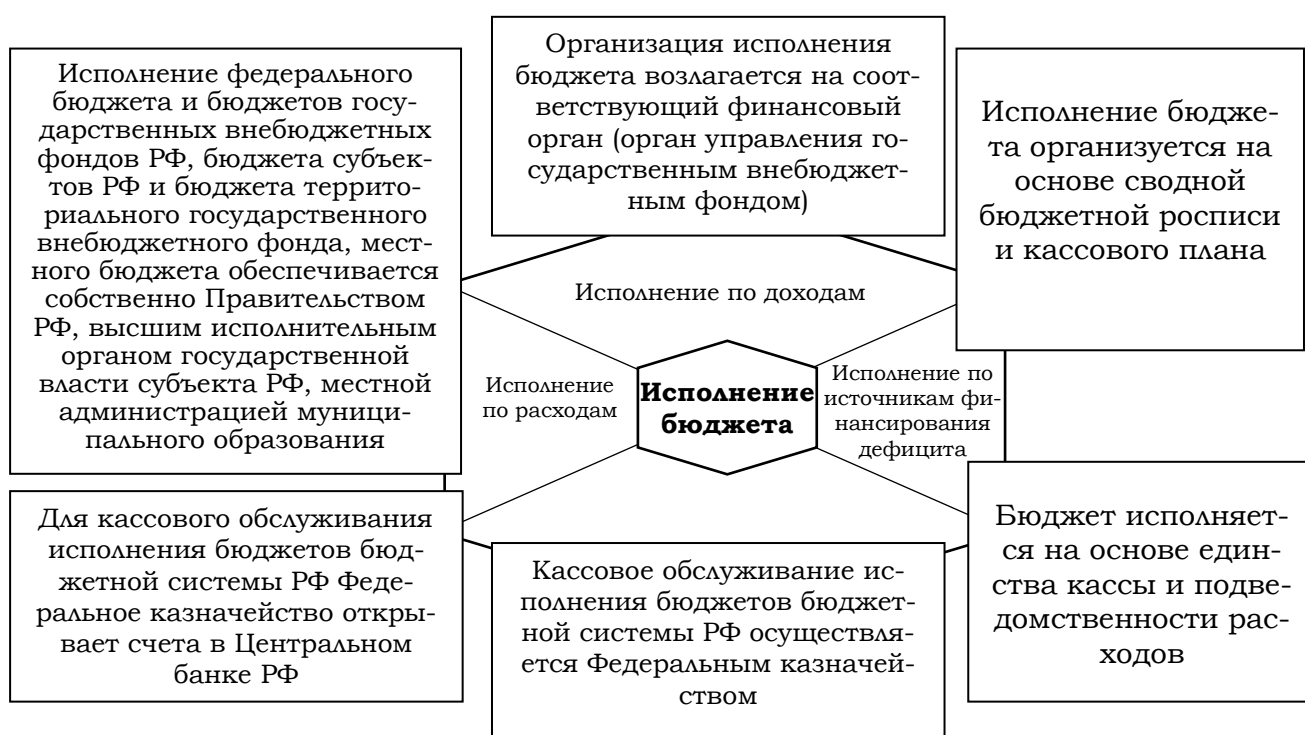 Исполнение федерального
бюджета и бюджетов госу-
дарственных внебюджетных
фондов РФ, бюджета субъек-
тов РФ и бюджета террито-
риального государственного
внебюджетного фонда, мест-
ного бюджета обеспечивается
собственно Правительством
РФ, высшим исполнительным
органом государственной
власти субъекта РФ, местной
администрацией муници-
пального образования
Организация исполнения
бюджета возлагается на соот-
ветствующий финансовый
орган (орган управления го-
сударственным внебюджет-
ным фондом)
Исполнение бюдже-
та организуется на
основе сводной
бюджетной росписи
и кассового плана
Исполнение по доходам
Исполнение
по расходам
Исполнение
бюджета
Исполнение по
источникам фи-
нансирования
дефицита
Для кассового обслуживания
исполнения бюджетов бюд-
жетной системы РФ Феде-
ральное казначейство откры-
вает счета в Центральном
банке РФ
Кассовое обслуживание ис-
полнения бюджетов бюджет-
ной системы РФ осуществля-
ется Федеральным казначей-
ством
Бюджет исполняет-
ся на основе един-
ства кассы и подве-
домственности рас-
ходов